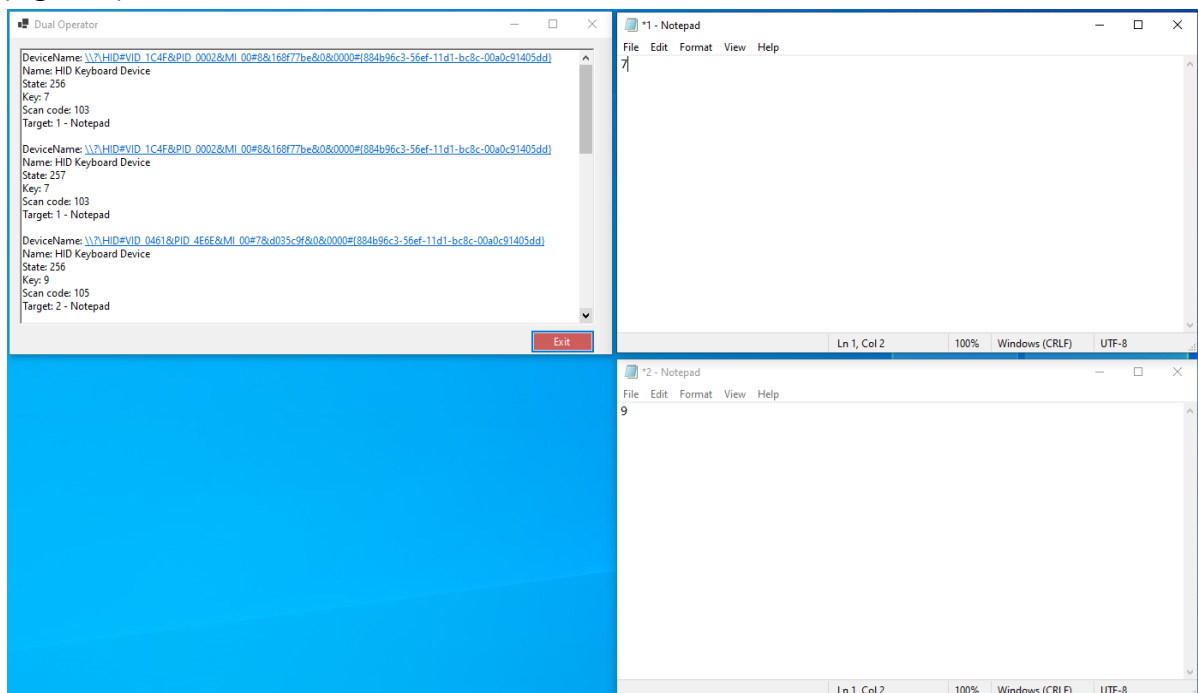 Dual Operator
DeviceName: \\?\HID#VID_1C4F&PID_0002&MI_00#8&168f77be&0&0000#{884b96c3-56ef-11d1-bc8c-00a0c91405dd}
Name: HID Keyboard Device
State: 256
Key: 7
Scan code: 103
Target: 1 - Notepad
DeviceName: \\?\HID#VID_1C4F&PID_0002&MI_00#8&168f77be&0&0000#{884b96c3-56ef-11d1-bc8c-00a0c91405dd}
Name: HID Keyboard Device
State: 257
Key: 7
Scan code: 103
Target: 1 - Notepad
DeviceName: \\?\HID#VID_0461&PID_4E6E&MI_00#7&d035c9f&0&0000#{884b96c3-56ef-11d1-bc8c-00a0c91405dd}
Name: HID Keyboard Device
State: 256
Key: 9
Scan code: 105
Target: 2 - Notepad
Exit
*1 - Notepad
File Edit Format View Help
7
Ln 1, Col 2 100% Windows (CRLF) UTF-8
*2 - Notepad
File Edit Format View Help
9
Ln 1, Col 2 100% Windows (CRLF) UTF-8